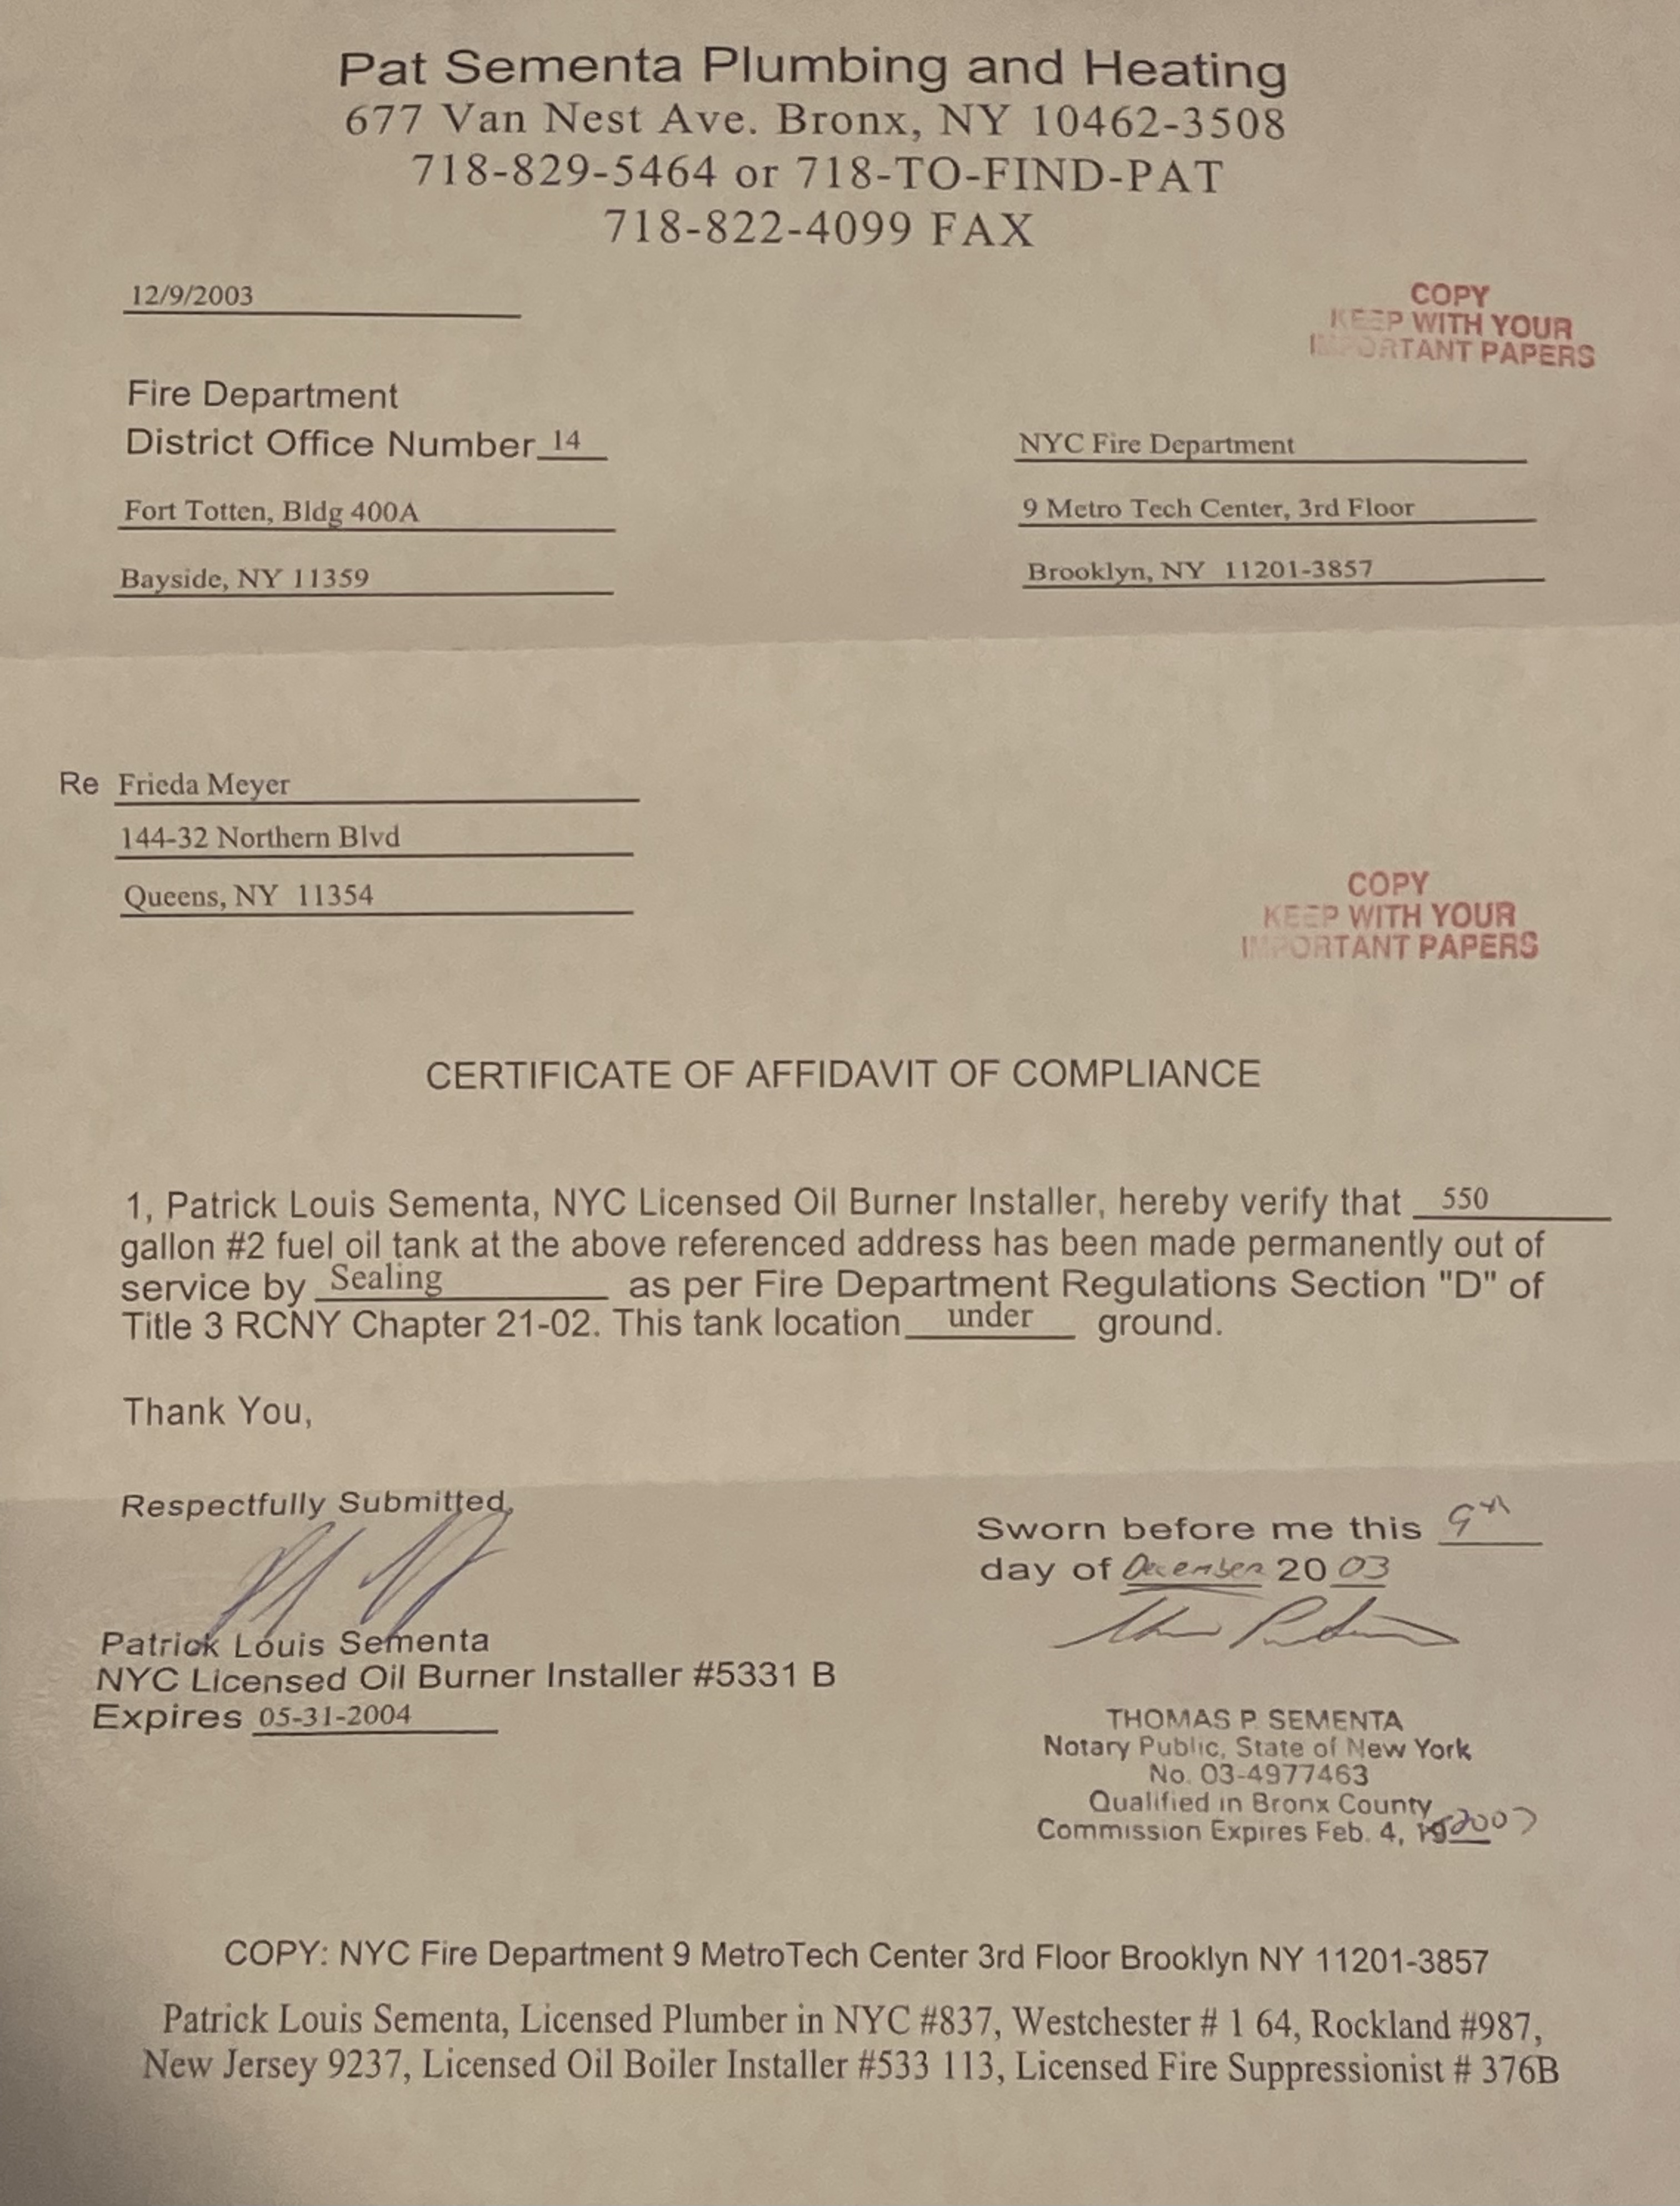 Pat Sementa Plumbing and Heating
677 Van Nest Ave. Bronx, NY 10462-3508
718-829-5464 or 718-TO-FIND-PAT
718-822-4099 FAX
12/9/2003
COPY
KEEP WITH YOUR
IMPORTANT PAPERS
Fire Department
District Office Number 14
Fort Totten, Bldg 400A
Bayside, NY 11359
NYC Fire Department
9 Metro Tech Center, 3rd Floor
Brooklyn, NY 11201-3857
Re Frieda Meyer
144-32 Northern Blvd
Queens, NY 11354
COPY
KEEP WITH YOUR
IMPORTANT PAPERS
CERTIFICATE OF AFFIDAVIT OF COMPLIANCE
1, Patrick Louis Sementa, NYC Licensed Oil Burner Installer, hereby verify that 550
gallon #2 fuel oil tank at the above referenced address has been made permanently out of
service by Sealing as per Fire Department Regulations Section "D" of
Title 3 RCNY Chapter 21-02. This tank location under ground.
Thank You,
Respectfully Submitted,
Patrick Louis Sementa
NYC Licensed Oil Burner Installer #5331 B
Expires 05-31-2004
Sworn before me this 9th
day of December 20 03
THOMAS P. SEMENTA
Notary Public, State of New York
No. 03-4977463
Qualified in Bronx County
Commission Expires Feb. 4, 2007
COPY: NYC Fire Department 9 MetroTech Center 3rd Floor Brooklyn NY 11201-3857
Patrick Louis Sementa, Licensed Plumber in NYC #837, Westchester # 1 64, Rockland #987,
New Jersey 9237, Licensed Oil Boiler Installer #533 113, Licensed Fire Suppressionist # 376B